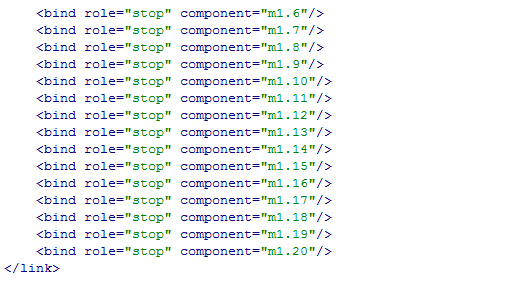 <bind role="stop" component="m1.6"/>
<bind role="stop" component="m1.7"/>
<bind role="stop" component="m1.8"/>
<bind role="stop" component="m1.9"/>
<bind role="stop" component="m1.10"/>
<bind role="stop" component="m1.11"/>
<bind role="stop" component="m1.12"/>
<bind role="stop" component="m1.13"/>
<bind role="stop" component="m1.14"/>
<bind role="stop" component="m1.15"/>
<bind role="stop" component="m1.16"/>
<bind role="stop" component="m1.17"/>
<bind role="stop" component="m1.18"/>
<bind role="stop" component="m1.19"/>
<bind role="stop" component="m1.20"/>
</link>